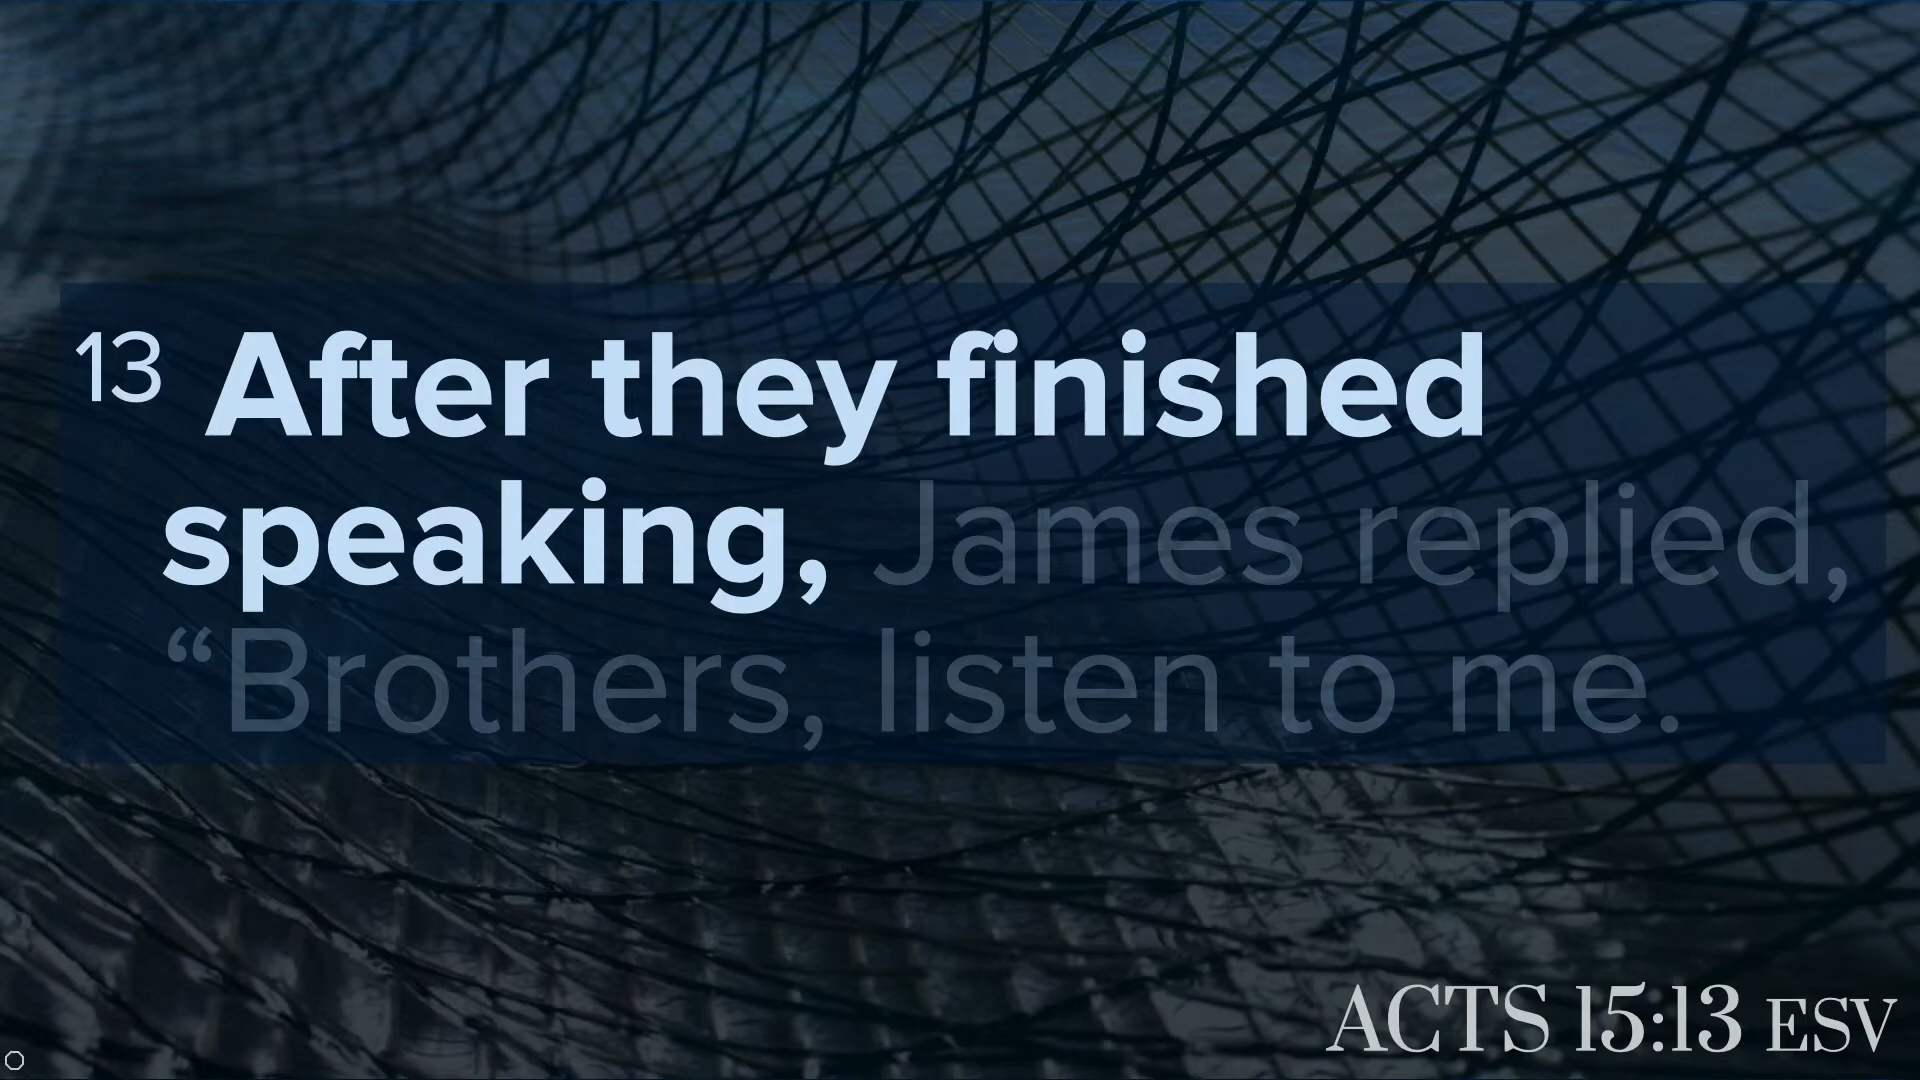 13 After they finished
speaking, James replied,
“Brothers, listen to me.
ACTS 15:13 ESV